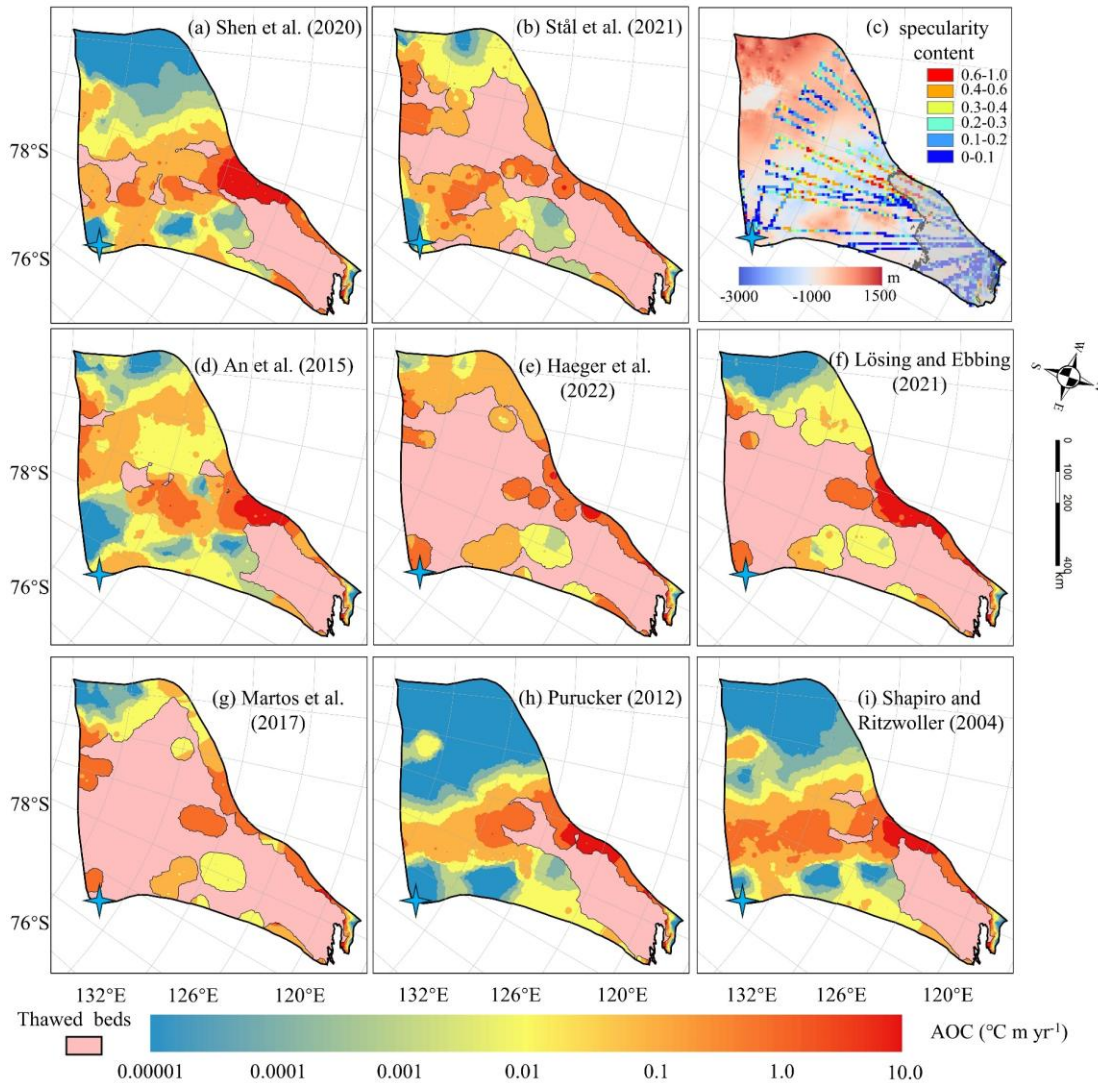 (a) Shen et al. (2020)
(b) Stål et al. (2021)
(c) specularity
content
0.6-1.0
0.4-0.6
0.3-0.4
0.2-0.3
0.1-0.2
0-0.1
78°S
76°S
-3000
-1000
1500
m
(d) An et al. (2015)
(e) Haeger et al.
(2022)
(f) Lösing and Ebbing
(2021)
W
S
E
0
100
200
400
km
78°S
76°S
(g) Martos et al.
(2017)
(h) Purucker (2012)
(i) Shapiro and
Ritzwoller (2004)
78°S
76°S
132°E
126°E
120°E
132°E
126°E
120°E
132°E
126°E
120°E
Thawed beds
AOC (°C m yr⁻¹)
0.00001
0.0001
0.001
0.01
0.1
1.0
10.0